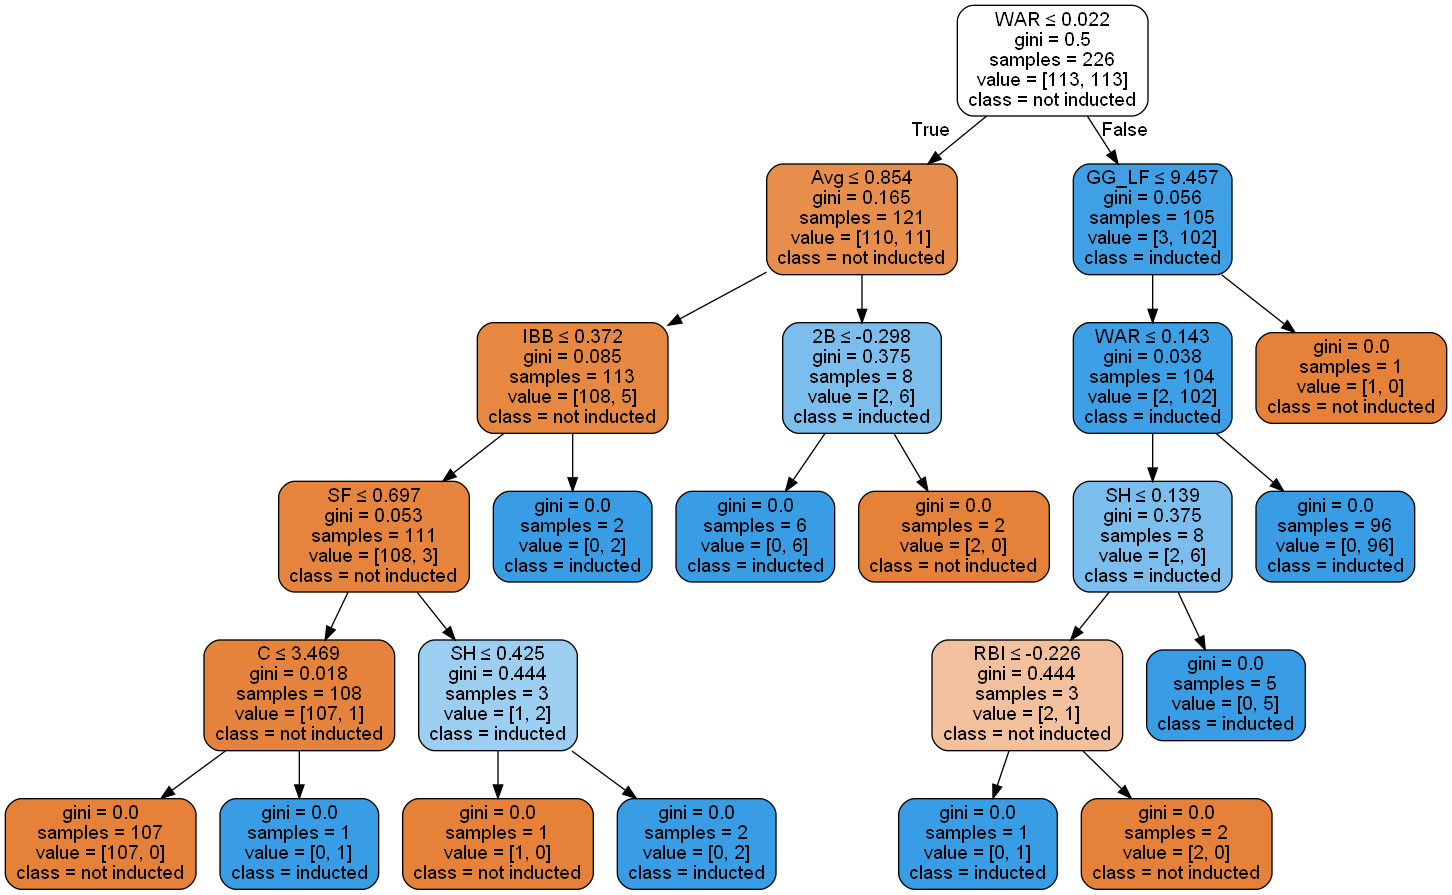 WAR ≤ 0.022
gini = 0.5
samples = 226
value = [113, 113]
class = not inducted
True
False
Avg ≤ 0.854
gini = 0.165
samples = 121
value = [110, 11]
class = not inducted
GG_LF ≤ 9.457
gini = 0.056
samples = 105
value = [3, 102]
class = inducted
IBB ≤ 0.372
gini = 0.085
samples = 113
value = [108, 5]
class = not inducted
2B ≤ -0.298
gini = 0.375
samples = 8
value = [2, 6]
class = inducted
WAR ≤ 0.143
gini = 0.038
samples = 104
value = [2, 102]
class = inducted
gini = 0.0
samples = 1
value = [1, 0]
class = not inducted
SF ≤ 0.697
gini = 0.053
samples = 111
value = [108, 3]
class = not inducted
gini = 0.0
samples = 2
value = [0, 2]
class = inducted
gini = 0.0
samples = 6
value = [0, 6]
class = inducted
gini = 0.0
samples = 2
value = [2, 0]
class = not inducted
SH ≤ 0.139
gini = 0.375
samples = 8
value = [2, 6]
class = inducted
gini = 0.0
samples = 96
value = [0, 96]
class = inducted
C ≤ 3.469
gini = 0.018
samples = 108
value = [107, 1]
class = not inducted
SH ≤ 0.425
gini = 0.444
samples = 3
value = [1, 2]
class = inducted
RBI ≤ -0.226
gini = 0.444
samples = 3
value = [2, 1]
class = not inducted
gini = 0.0
samples = 5
value = [0, 5]
class = inducted
gini = 0.0
samples = 107
value = [107, 0]
class = not inducted
gini = 0.0
samples = 1
value = [0, 1]
class = inducted
gini = 0.0
samples = 1
value = [1, 0]
class = not inducted
gini = 0.0
samples = 2
value = [0, 2]
class = inducted
gini = 0.0
samples = 1
value = [0, 1]
class = inducted
gini = 0.0
samples = 2
value = [2, 0]
class = not inducted